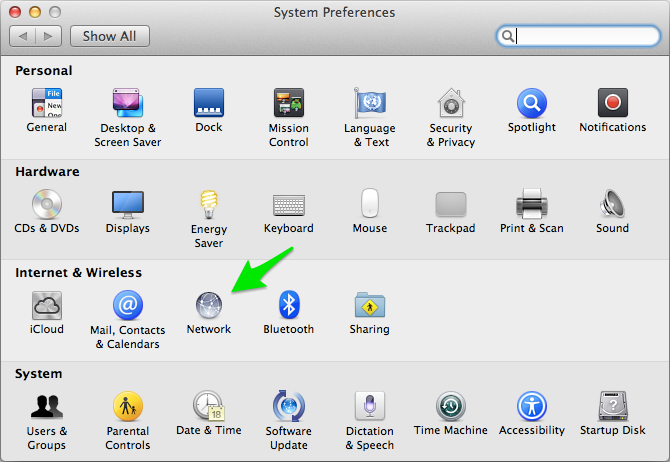 System Preferences
Show All
Personal
General
Desktop &
Screen Saver
Dock
Mission
Control
Language
& Text
Security
& Privacy
Spotlight
Notifications
File
New
Hardware
CDs & DVDs
Displays
Energy
Saver
Keyboard
Mouse
Trackpad
Print & Scan
Sound
Internet & Wireless
iCloud
Mail, Contacts
& Calendars
Network
Bluetooth
Sharing
@
System
Users &
Groups
Parental
Controls
Date & Time
Software
Update
Dictation
& Speech
Time Machine
Accessibility
Startup Disk
18